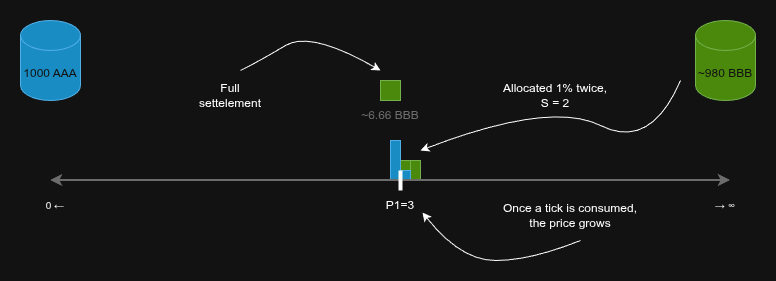 1000 AAA
~980 BBB
Full
settelement
Allocated 1% twice,
S = 2
~6.66 BBB
0 ←
P1=3
Once a tick is consumed,
the price grows
→ ∞